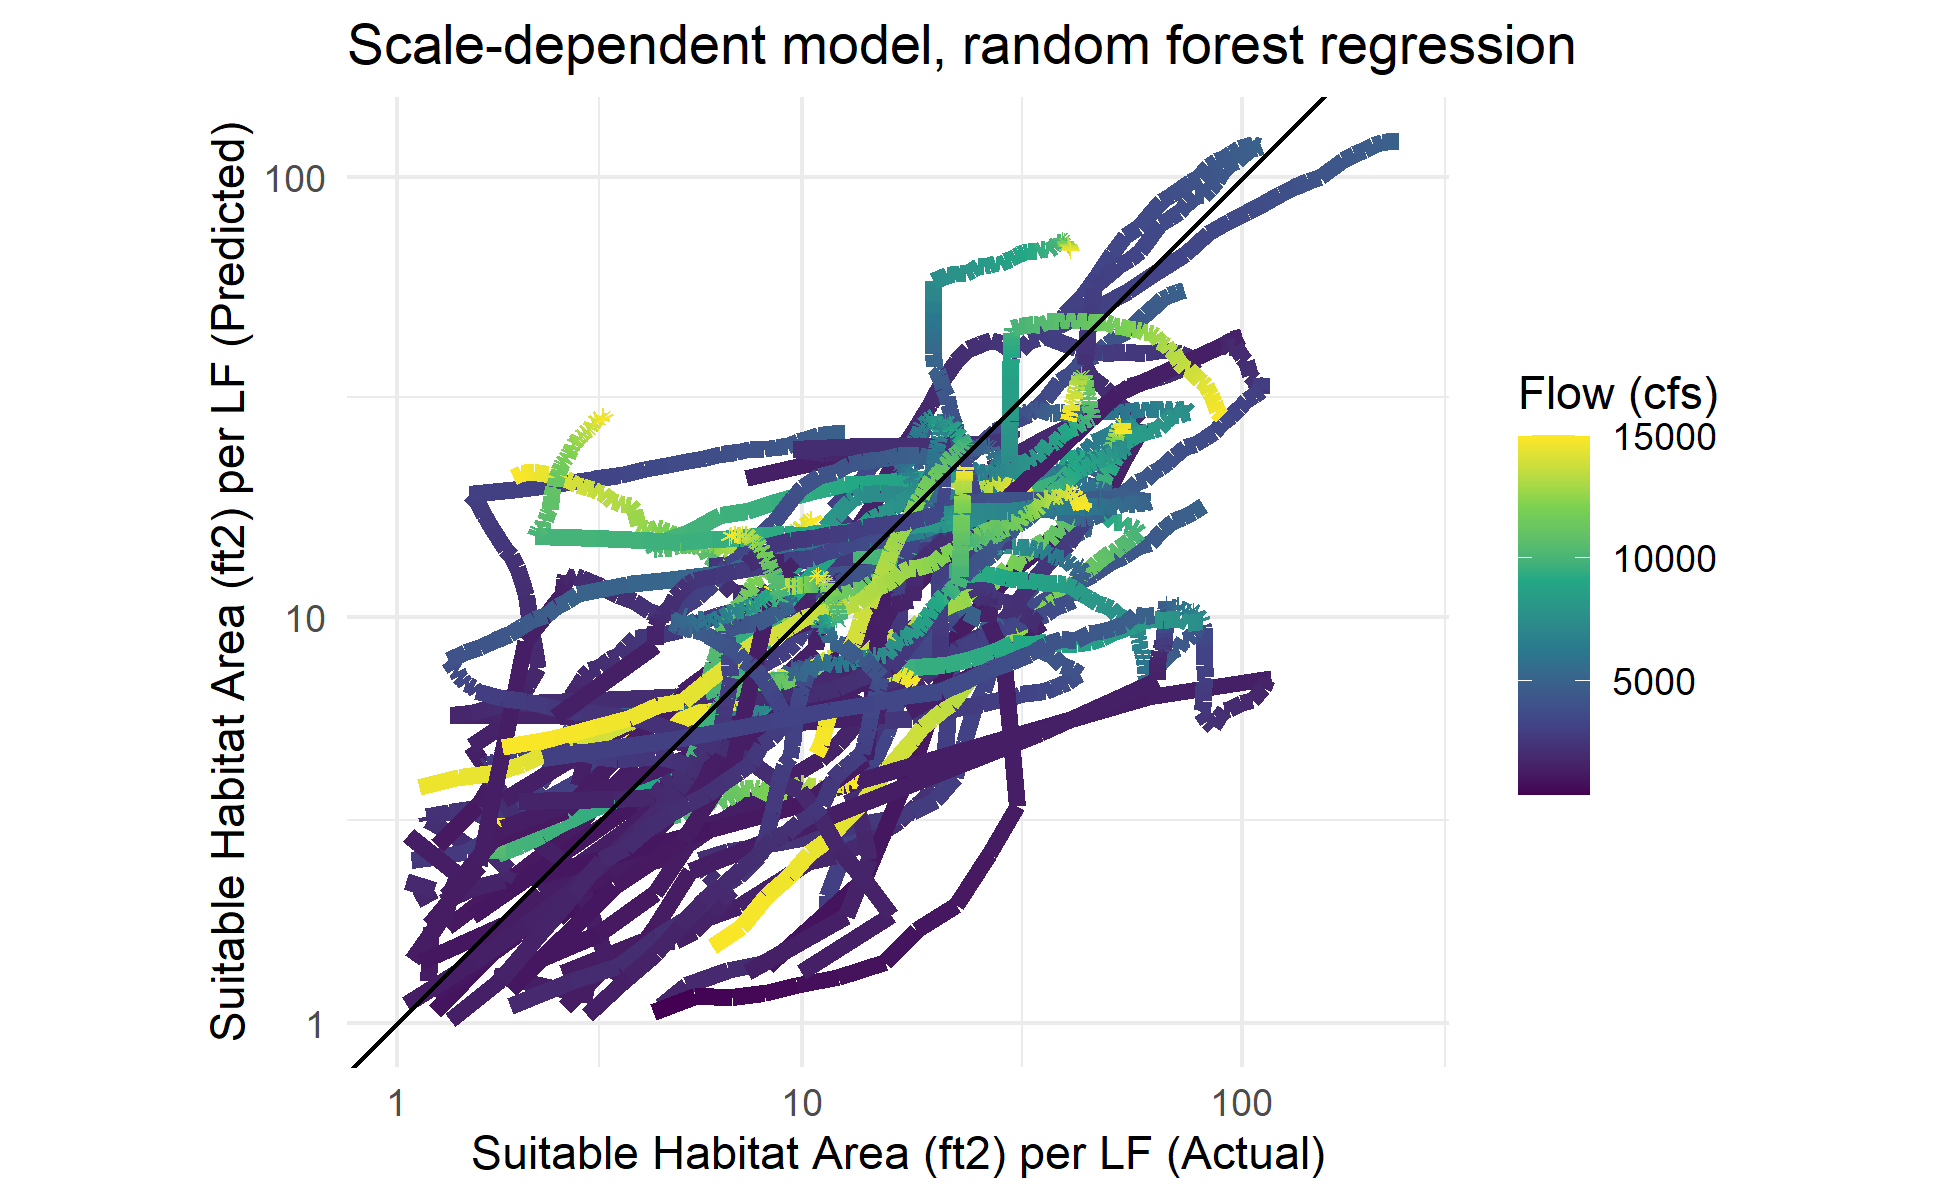 Scale-dependent model, random forest regression
Suitable Habitat Area (ft2) per LF (Predicted)
100
10
1
1
10
100
Suitable Habitat Area (ft2) per LF (Actual)
Flow (cfs)
15000
10000
5000